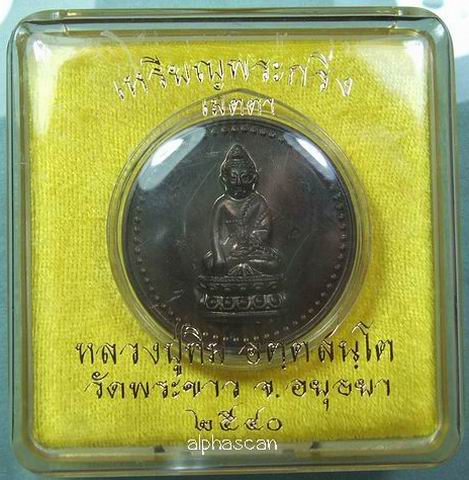 เหรียญพระกริ่ง
เมตตา
หลวงปู่ทิม อตฺตสนฺโต
วัดพระขาว จ.อยุธยา
๒๕๔๐
alphascan